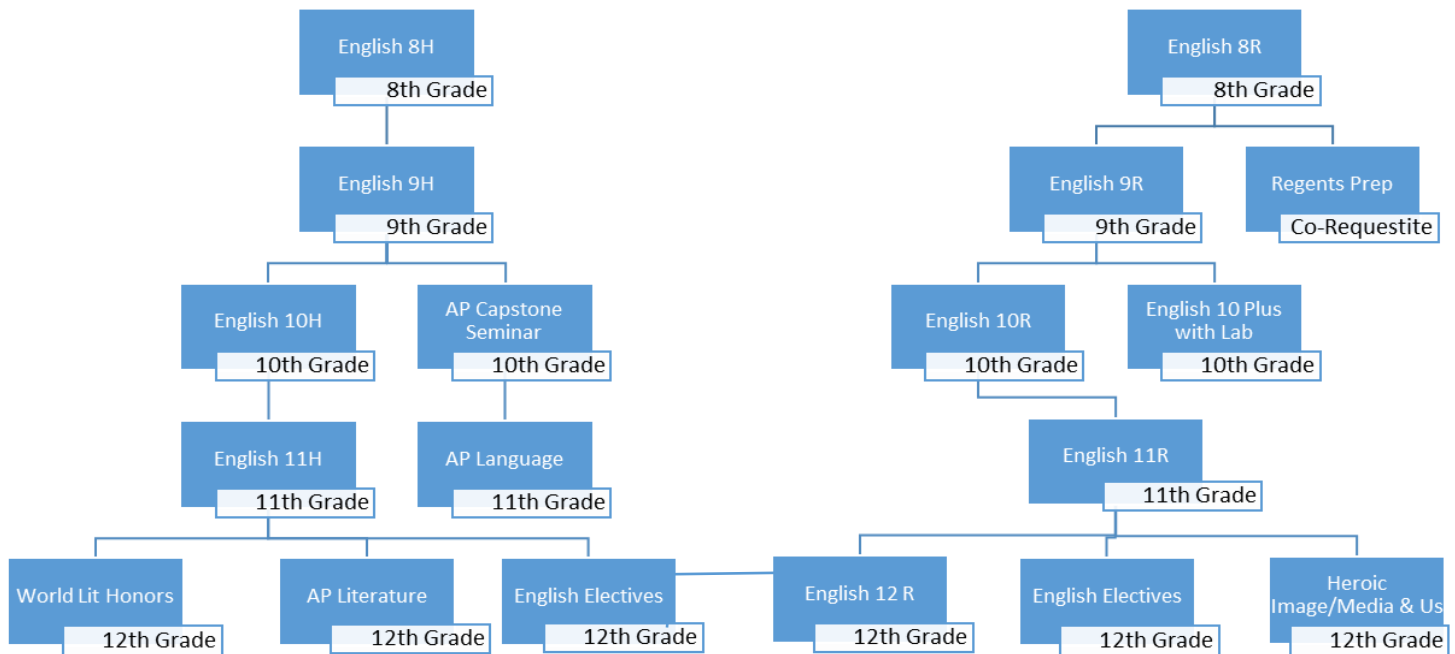 English 8H
8th Grade
English 8R
8th Grade
English 9H
9th Grade
English 9R
9th Grade
Regents Prep
Co-Requestite
English 10H
10th Grade
AP Capstone
Seminar
10th Grade
English 10R
10th Grade
English 10 Plus
with Lab
10th Grade
English 11H
11th Grade
AP Language
11th Grade
English 11R
11th Grade
World Lit Honors
12th Grade
AP Literature
12th Grade
English Electives
12th Grade
English 12 R
12th Grade
English Electives
12th Grade
Heroic
Image/Media & Us
12th Grade